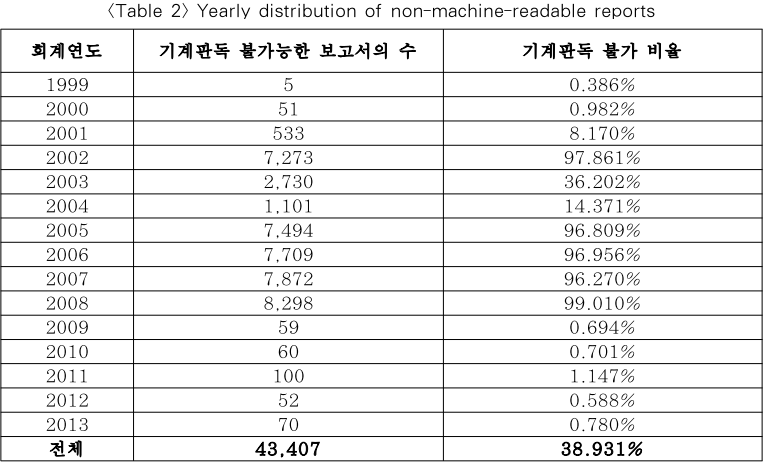 〈Table 2〉 Yearly distribution of non-machine-readable reports
회계연도 기계판독 불가능한 보고서의 수 기계판독 불가 비율
1999 5 0.386%
2000 51 0.982%
2001 533 8.170%
2002 7,273 97.861%
2003 2,730 36.202%
2004 1,101 14.371%
2005 7,494 96.809%
2006 7,709 96.956%
2007 7,872 96.270%
2008 8,298 99.010%
2009 59 0.694%
2010 60 0.701%
2011 100 1.147%
2012 52 0.588%
2013 70 0.780%
전체 43,407 38.931%